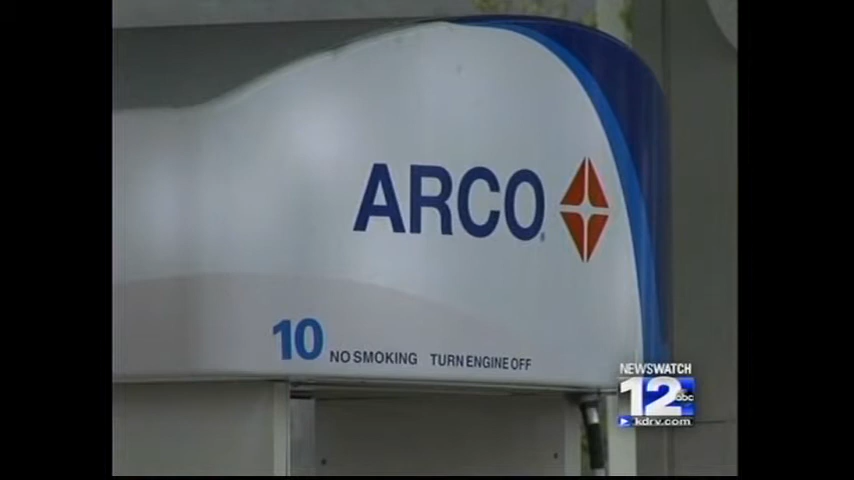 ARCO®
10 NO SMOKING TURN ENGINE OFF
NEWSWATCH
12 abc
kdrv.com